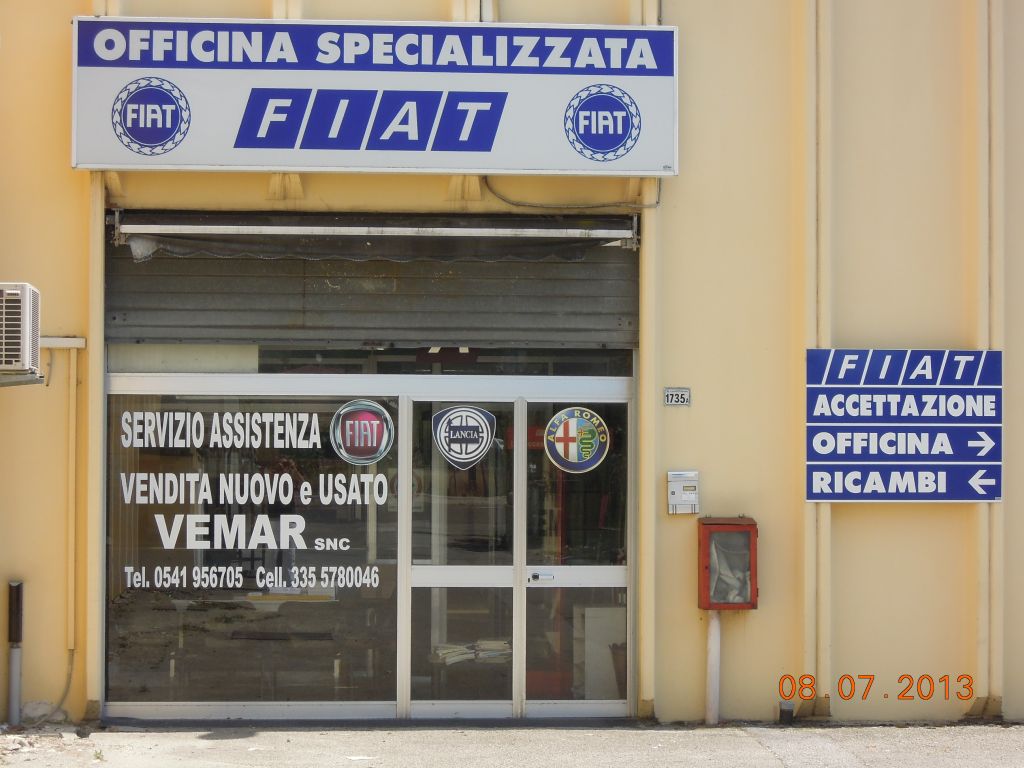 OFFICINA SPECIALIZZATA
FIAT FIAT FIAT
1735A
SERVIZIO ASSISTENZA FIAT
LANCIA
ALFA ROMEO
VENDITA NUOVO e USATO
VEMAR SNC
Tel. 0541 956705 Cell. 335 5780046
FIAT
ACCETTAZIONE
OFFICINA →
RICAMBI ←
08.07.2013